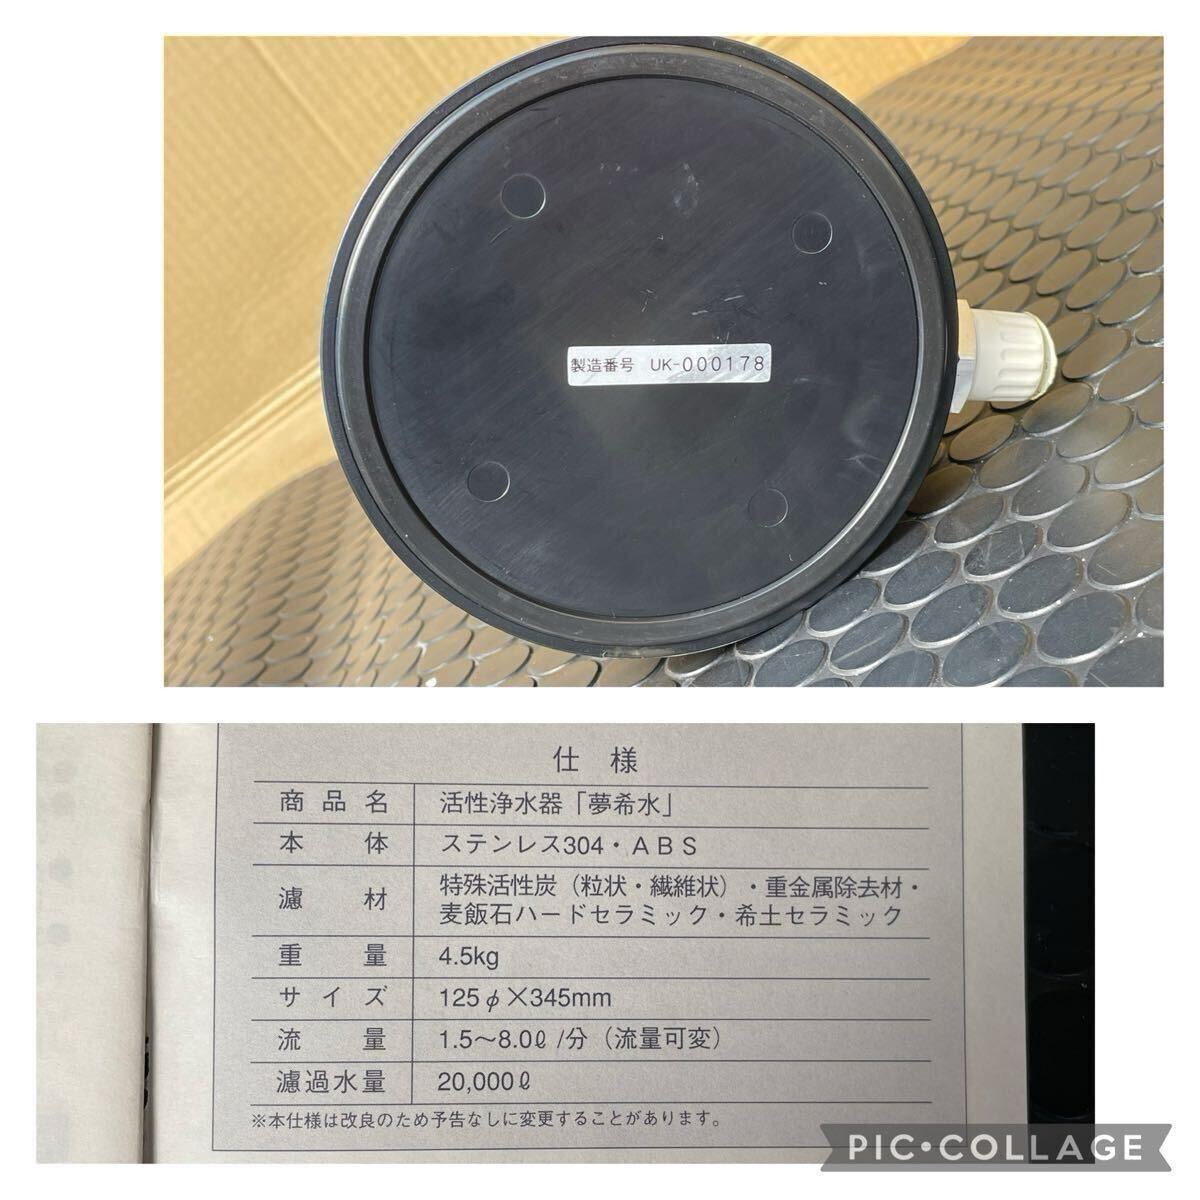 製造番号 UK-000178
仕様
商品名 活性浄水器「夢希水」
本体 ステンレス304・ABS
濾材 特殊活性炭（粒状・繊維状）・重金属除去材・
麦飯石ハードセラミック・希土セラミック
重量 4.5kg
サイズ 125φ×345mm
流量 1.5〜8.0ℓ/分（流量可変）
濾過水量 20,000ℓ
※本仕様は改良のため予告なしに変更することがあります。
PIC•COLLAGE